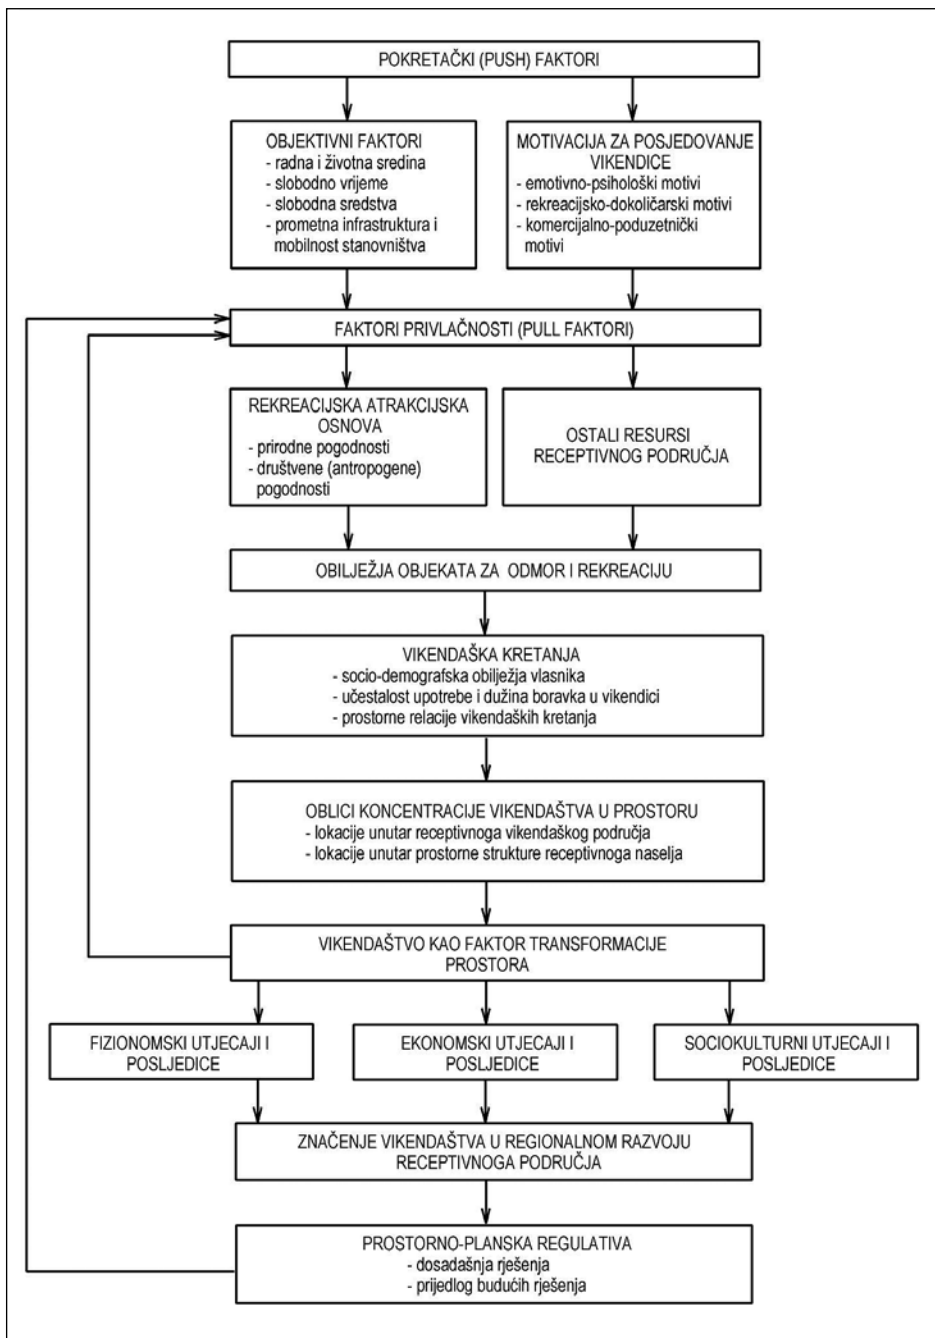 POKRETAČKI (PUSH) FAKTORI
OBJEKTIVNI FAKTORI
- radna i životna sredina
- slobodno vrijeme
- slobodna sredstva
- prometna infrastruktura i
mobilnost stanovništva
MOTIVACIJA ZA POSJEDOVANJE
VIKENDICE
- emotivno-psihološki motivi
- rekreacijsko-dokoličarski motivi
- komercijalno-poduzetnički
motivi
FAKTORI PRIVLAČNOSTI (PULL FAKTORI)
REKREACIJSKA ATRAKCIJSKA
OSNOVA
- prirodne pogodnosti
- društvene (antropogene)
pogodnosti
OSTALI RESURSI
RECEPTIVNOG PODRUČJA
OBILJEŽJA OBJEKATA ZA ODMOR I REKREACIJU
VIKENDAŠKA KRETANJA
- socio-demografska obilježja vlasnika
- učestalost upotrebe i dužina boravka u vikendici
- prostorne relacije vikendaških kretanja
OBLICI KONCENTRACIJE VIKENDAŠTVA U PROSTORU
- lokacije unutar receptivnoga vikendaškog područja
- lokacije unutar prostorne strukture receptivnoga naselja
VIKENDAŠTVO KAO FAKTOR TRANSFORMACIJE
PROSTORA
FIZIONOMSKI UTJECAJI I
POSLJEDICE
EKONOMSKI UTJECAJI I
POSLJEDICE
SOCIOKULTURNI UTJECAJI I
POSLJEDICE
ZNAČENJE VIKENDAŠTVA U REGIONALNOM RAZVOJU
RECEPTIVNOGA PODRUČJA
PROSTORNO-PLANSKA REGULATIVA
- dosadašnja rješenja
- prijedlog budućih rješenja